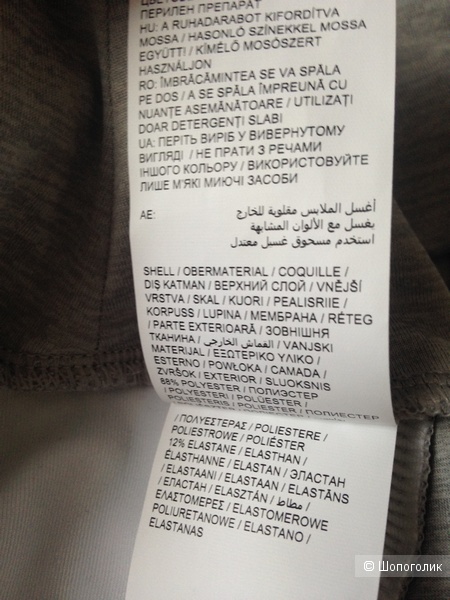 ПЕРИЛЕН ПРЕПАРАТ
HU: A RUHADARABOT KIFORDÍTVA
MOSSA / HASONLÓ SZÍNEKKEL MOSSA
EGYÜTT! / KÍMÉLŐ MOSÓSZERT
HASZNÁLJON
RO: ÎMBRĂCĂMINTEA SE VA SPĂLA
PE DOS / A SE SPĂLA ÎMPREUNĂ CU
NUANȚE ASEMĂNĂTOARE / UTILIZAȚI
DOAR DETERGENȚI SLABI
UA: ПЕРІТЬ ВИРІБ У ВИВЕРНУТОМУ
ВИГЛЯДІ / НЕ ПРАТИ З РЕЧАМИ
ІНШОГО КОЛЬОРУ / ВИКОРИСТОВУЙТЕ
ЛИШЕ М'ЯКІ МИЮЧІ ЗАСОБИ
AE: أغسل الملابس مقلوبة للخارج
يغسل مع الألوان المشابهة
استخدم مسحوق غسيل معتدل
SHELL / OBERMATERIAL / COQUILLE /
DIŞ KATMAN / ВЕРХНИЙ СЛОЙ / VNĚJŠÍ
VRSTVA / SKAL / KUORI / PEALISRIIE /
KORPUSS / LUPINA / МЕМБРАНА / RÉTEG
/ PARTE EXTERIOARĂ / ЗОВНІШНЯ
ТКАНИНА / القماش الخارجي / VANJSKI
MATERIJAL / ΕΞΩΤΕΡΙΚΟ ΥΛΙΚΟ /
ESTERNO / POWŁOKA / CAMADA /
ZVRŠOK / EXTERIOR / SLUOKSNIS
88% POLYESTER / ПОЛИЭСТЕР
/ POLYESTERI / POLÜESTER /
POLIESTERIS / POLIESTER / ПОЛИЕСТЕР
/ ΠΟΛΥΕΣΤΕΡΑΣ / POLIESTERE /
POLIESTROWE / POLIÉSTER
12% ELASTANE / ELASTHAN /
ÉLASTHANNE / ELASTAN / ЭЛАСТАН
/ ELASTAANI / ELASTAAN / ELASTĀNS
/ ЕЛАСТАН / ELASZTÁN / مطاط /
ΕΛΑΣΤΟΜΕΡΕΣ / ELASTOMEROWE
POLIURETANOWE / ELASTANO /
ELASTANAS
© Шопоголик